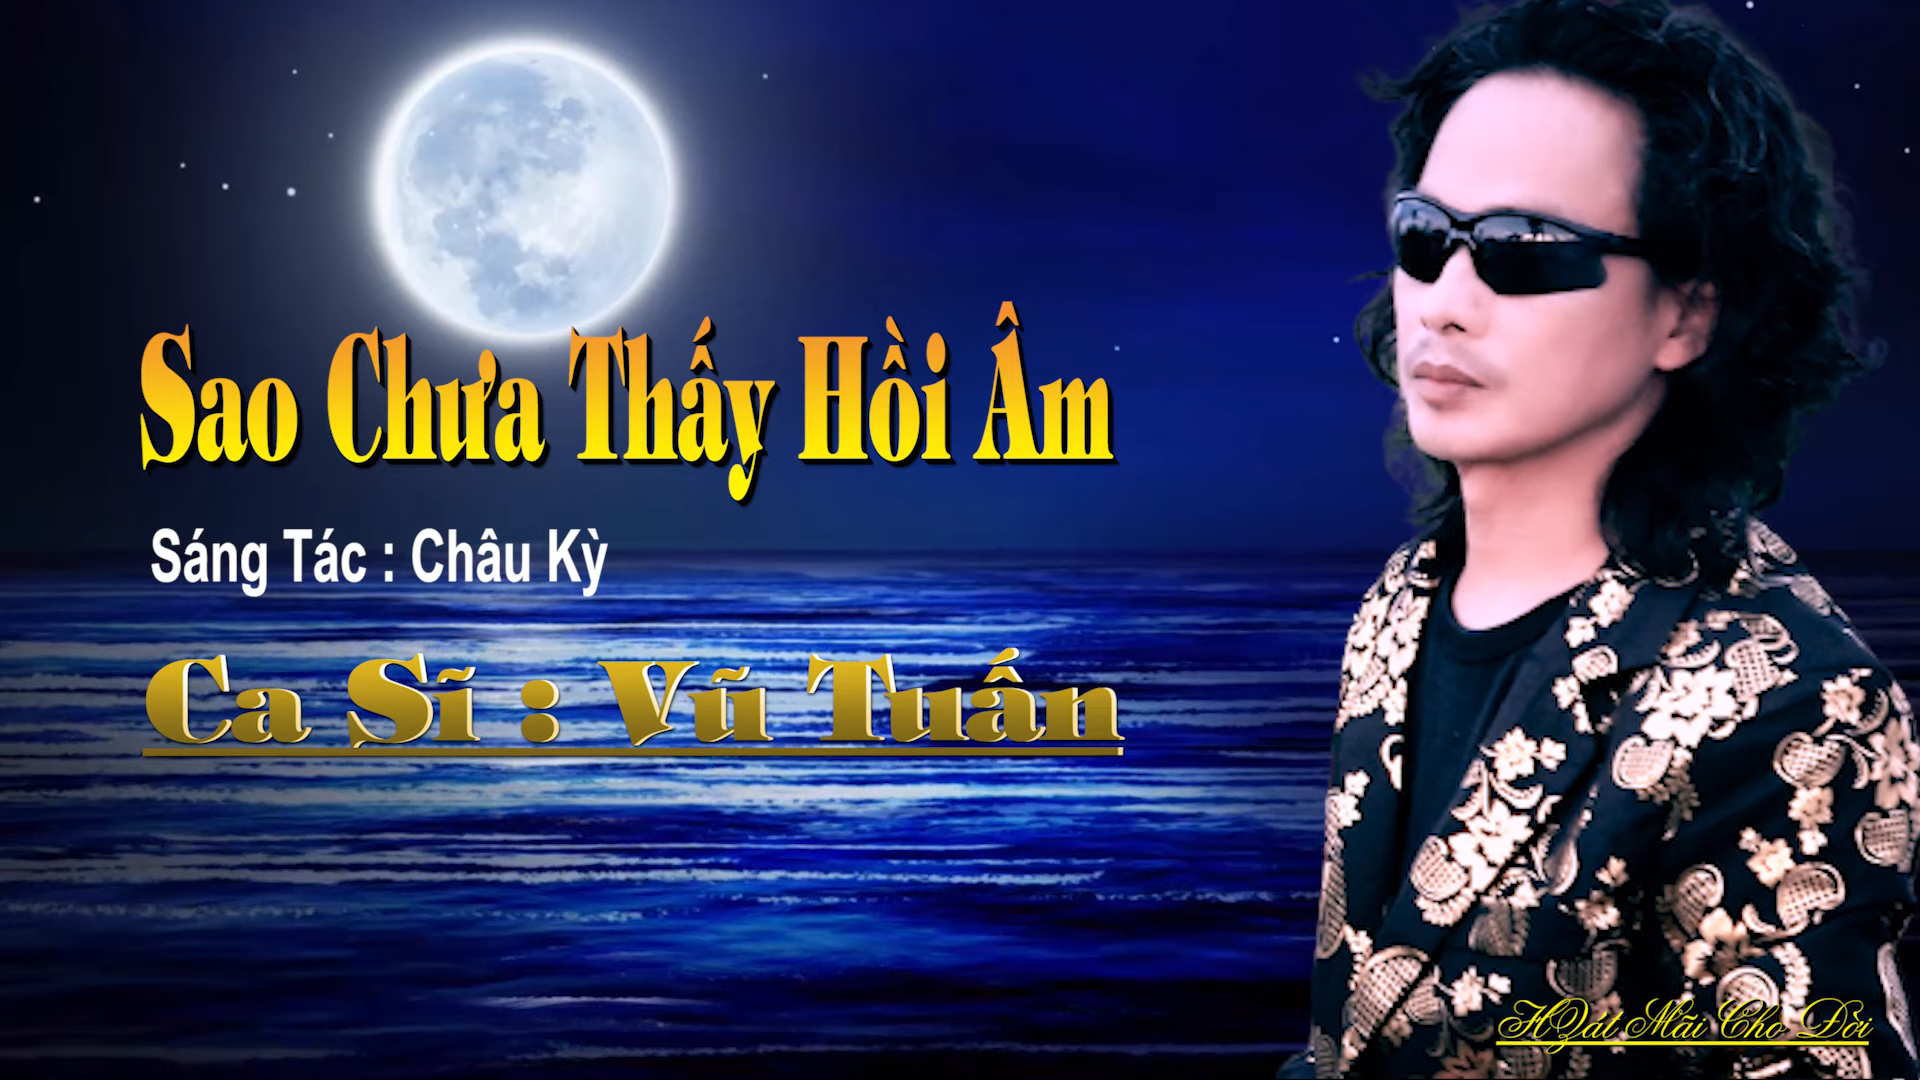 Sao Chưa Thấy Hồi Âm
Sáng Tác : Châu Kỳ
Ca Sĩ : Vũ Tuấn
Hát Mãi Cho Đời